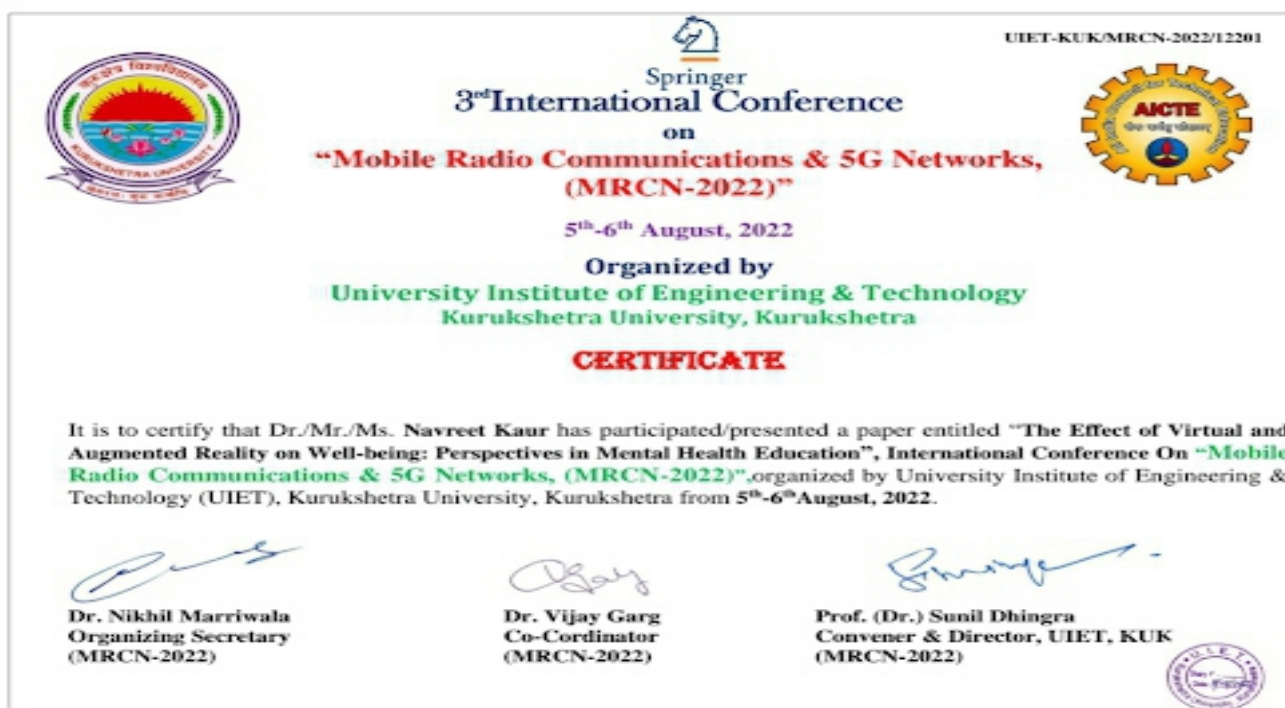 UIET-KUK/MRCN-2022/12201
Springer
3rdInternational Conference
on
“Mobile Radio Communications & 5G Networks,
(MRCN-2022)”
5th-6th August, 2022
Organized by
University Institute of Engineering & Technology
Kurukshetra University, Kurukshetra
CERTIFICATE
कुरुक्षेत्र विश्वविद्यालय
KURUKSHETRA UNIVERSITY
AICTE
It is to certify that Dr./Mr./Ms. Navreet Kaur has participated/presented a paper entitled “The Effect of Virtual and
Augmented Reality on Well-being: Perspectives in Mental Health Education”, International Conference On “Mobile
Radio Communications & 5G Networks, (MRCN-2022)”,organized by University Institute of Engineering &
Technology (UIET), Kurukshetra University, Kurukshetra from 5th-6thAugust, 2022.
Dr. Nikhil Marriwala
Organizing Secretary
(MRCN-2022)
Dr. Vijay Garg
Co-Cordinator
(MRCN-2022)
Prof. (Dr.) Sunil Dhingra
Convener & Director, UIET, KUK
(MRCN-2022)
U.I.E.T.